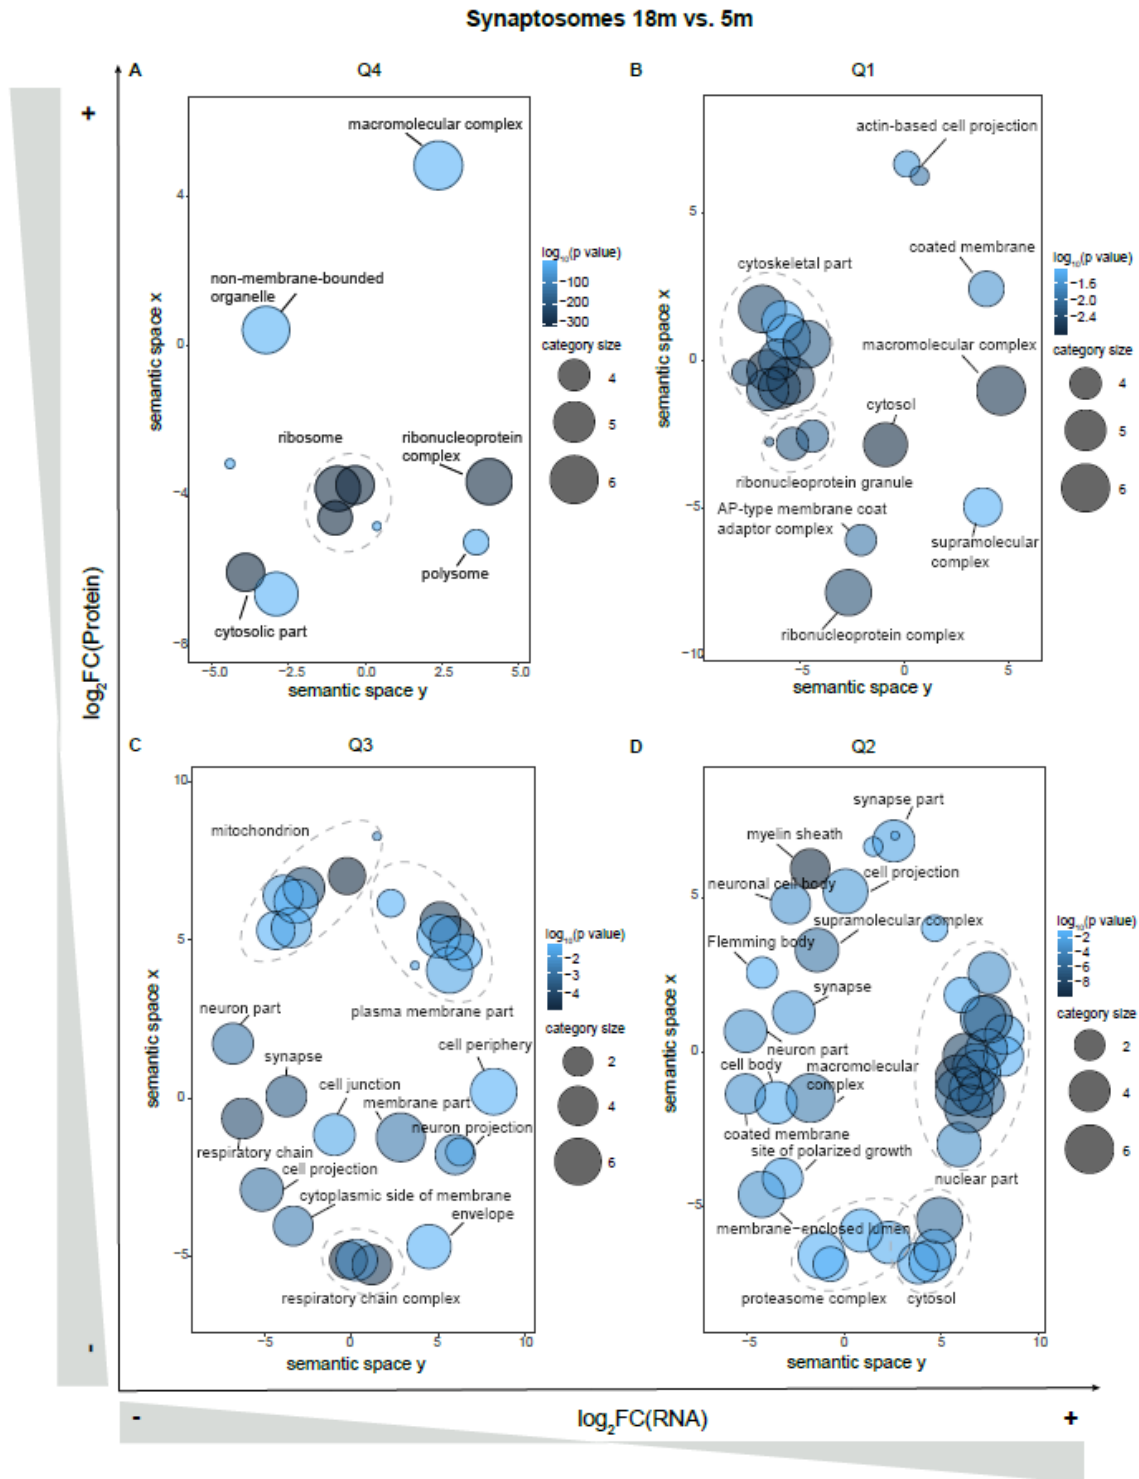 Synaptosomes 18m vs. 5m
A
Q4
B
Q1
+
macromolecular complex
4
non-membrane-bounded
organelle
0
semantic space x
ribosome
ribonucleoprotein
complex
−4
polysome
cytosolic part
−8
−5.0
−2.5
0.0
2.5
5.0
semantic space y
log10(p value)
−100
−200
−300
category size
4
5
6
actin-based cell projection
5
coated membrane
cytoskeletal part
semantic space x
macromolecular complex
0
cytosol
ribonucleoprotein granule
AP-type membrane coat
adaptor complex
−5
supramolecular
complex
ribonucleoprotein complex
−10
−5
0
5
semantic space y
log10(p value)
−1.6
−2.0
−2.4
category size
4
5
6
log2FC(Protein)
C
Q3
D
Q2
10
mitochondrion
5
semantic space x
plasma membrane part
neuron part
cell periphery
synapse
cell junction
membrane part
0
neuron projection
respiratory chain
cell projection
cytoplasmic side of membrane
envelope
−5
respiratory chain complex
−5
0
5
10
semantic space y
log10(p value)
−2
−3
−4
category size
2
4
6
synapse part
myelin sheath
cell projection
neuronal cell body
5
supramolecular complex
Flemming body
synapse
semantic space x
0
neuron part
cell body
macromolecular
complex
coated membrane
site of polarized growth
nuclear part
−5
membrane−enclosed lumen
proteasome complex
cytosol
−5
0
5
10
semantic space y
log10(p value)
−2
−4
−6
−8
category size
2
4
6
-
-
log2FC(RNA)
+